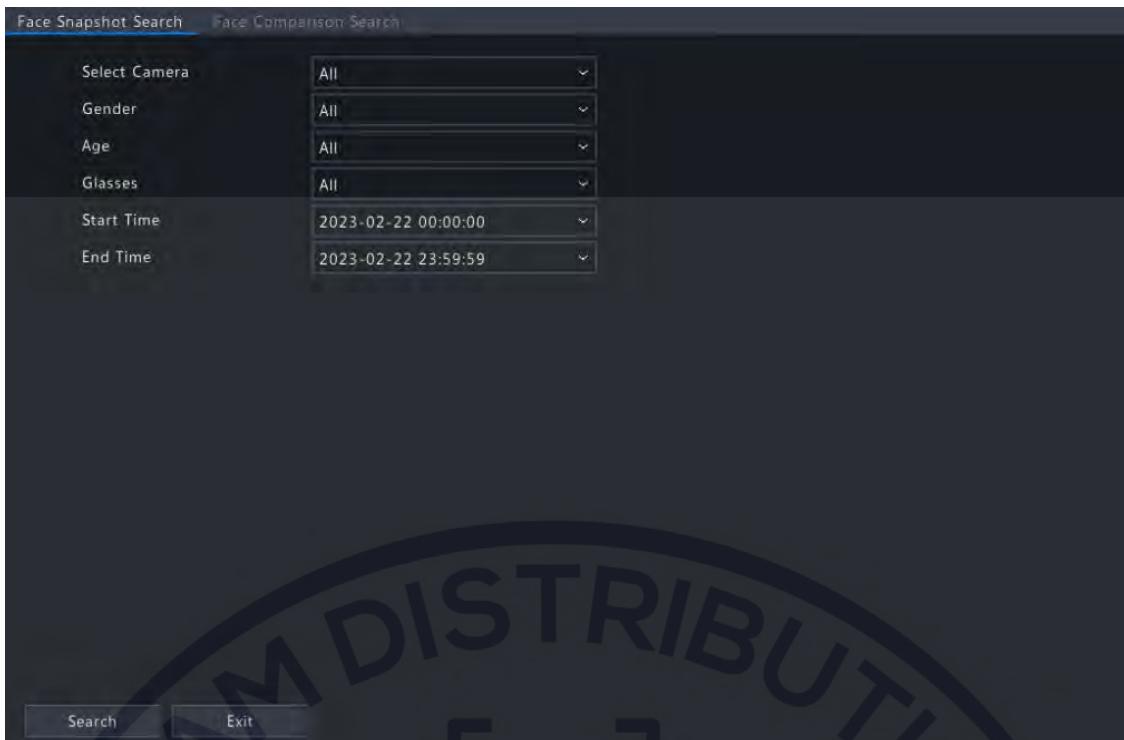 Face Snapshot Search Face Comparison Search
Select Camera All
Gender All
Age All
Glasses All
Start Time 2023-02-22 00:00:00
End Time 2023-02-22 23:59:59
M DISTRIBUTI
Search Exit